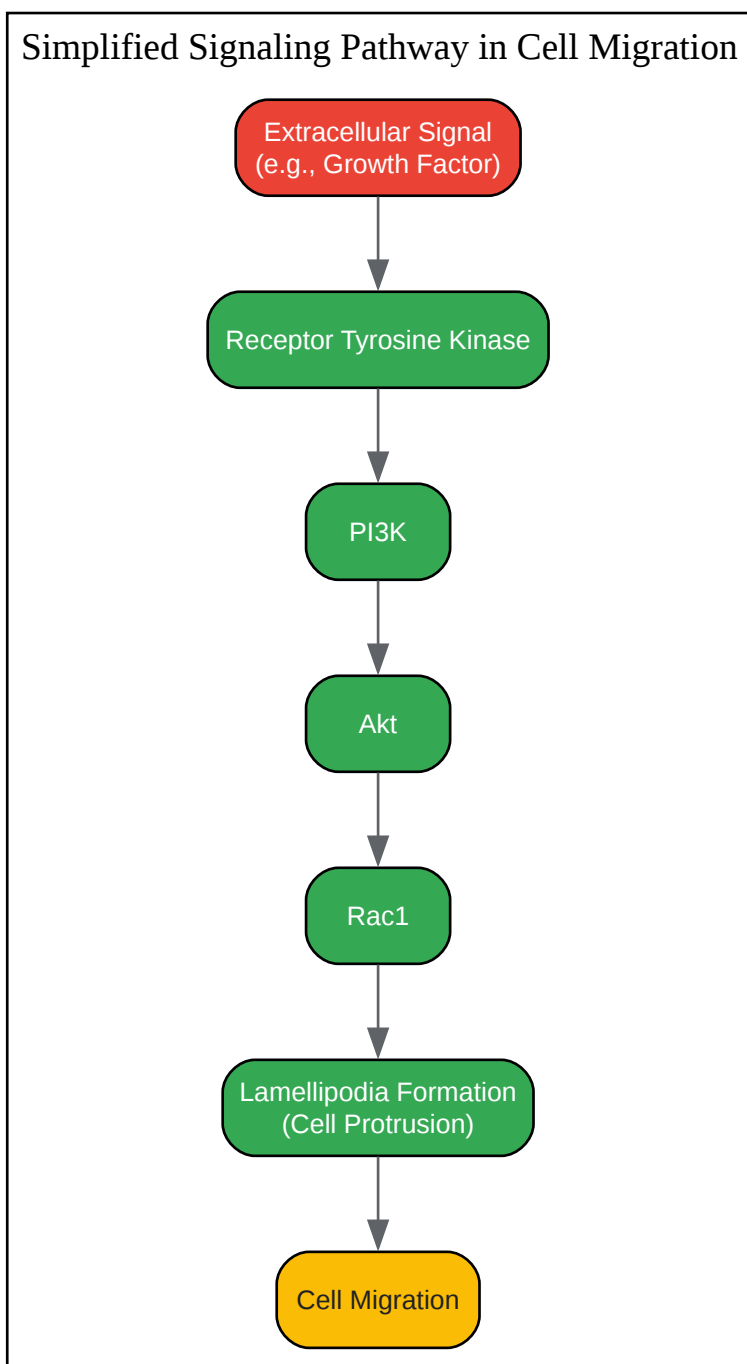 Simplified Signaling Pathway in Cell Migration
Extracellular Signal
(e.g., Growth Factor)
Receptor Tyrosine Kinase
PI3K
Akt
Rac1
Lamellipodia Formation
(Cell Protrusion)
Cell Migration